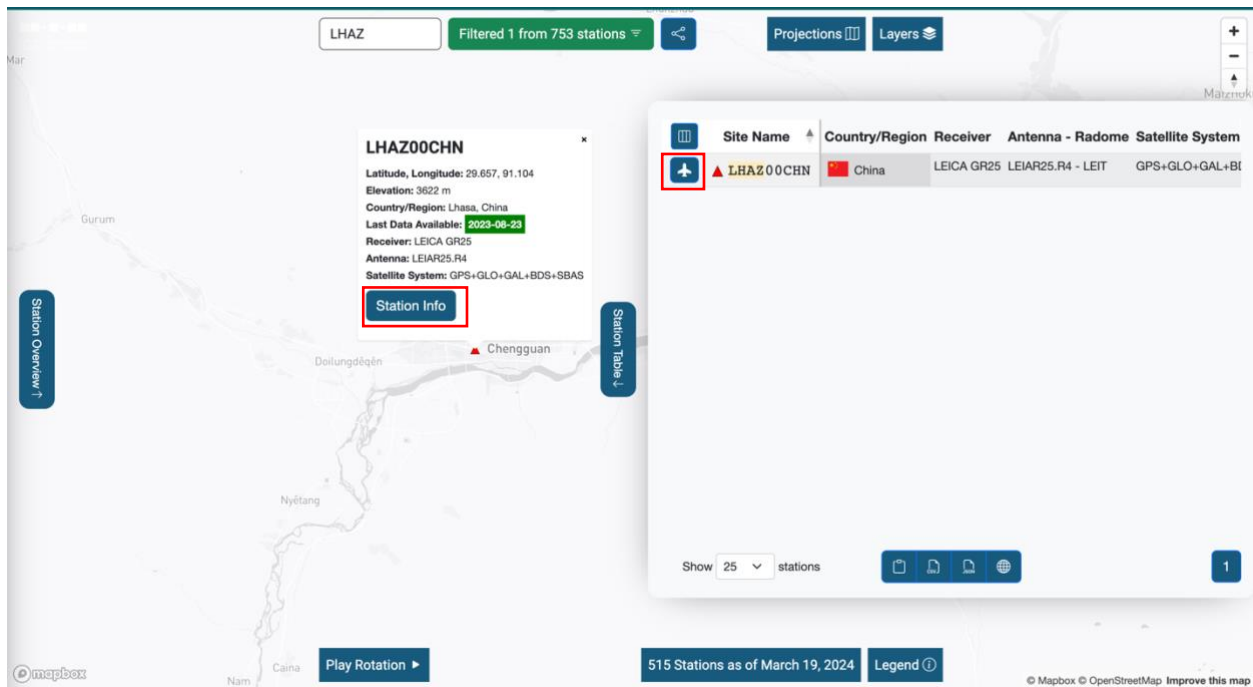 LHAZ
Filtered 1 from 753 stations
Projections
Layers
+
−
Mar
LHAZ00CHN
×
Latitude, Longitude: 29.657, 91.104
Elevation: 3622 m
Country/Region: Lhasa, China
Last Data Available: 2023-08-23
Receiver: LEICA GR25
Antenna: LEIAR25.R4
Satellite System: GPS+GLO+GAL+BDS+SBAS
Station Info
Site Name Country/Region Receiver Antenna - Radome Satellite System
LHAZ00CHN China LEICA GR25 LEIAR25.R4 - LEIT GPS+GLO+GAL+BD
Gurum
Station Overview ↑
Station Table ↓
Chengguan
Doilungdêqên
Nyêtang
Show 25 stations
CSV
JSON
1
Play Rotation
515 Stations as of March 19, 2024
Legend
Caina
Nam
mapbox
© Mapbox © OpenStreetMap Improve this map